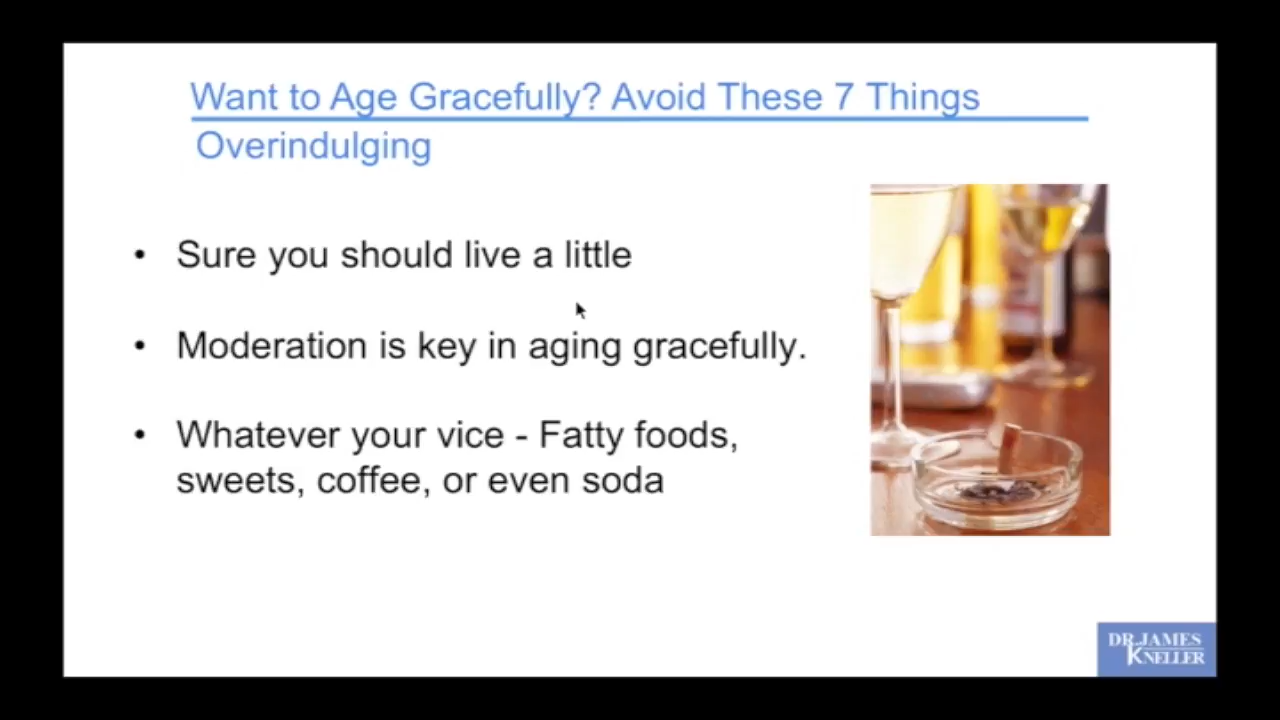 Want to Age Gracefully? Avoid These 7 Things
Overindulging
• Sure you should live a little
• Moderation is key in aging gracefully.
• Whatever your vice - Fatty foods,
sweets, coffee, or even soda
DR.JAMES
KNELLER